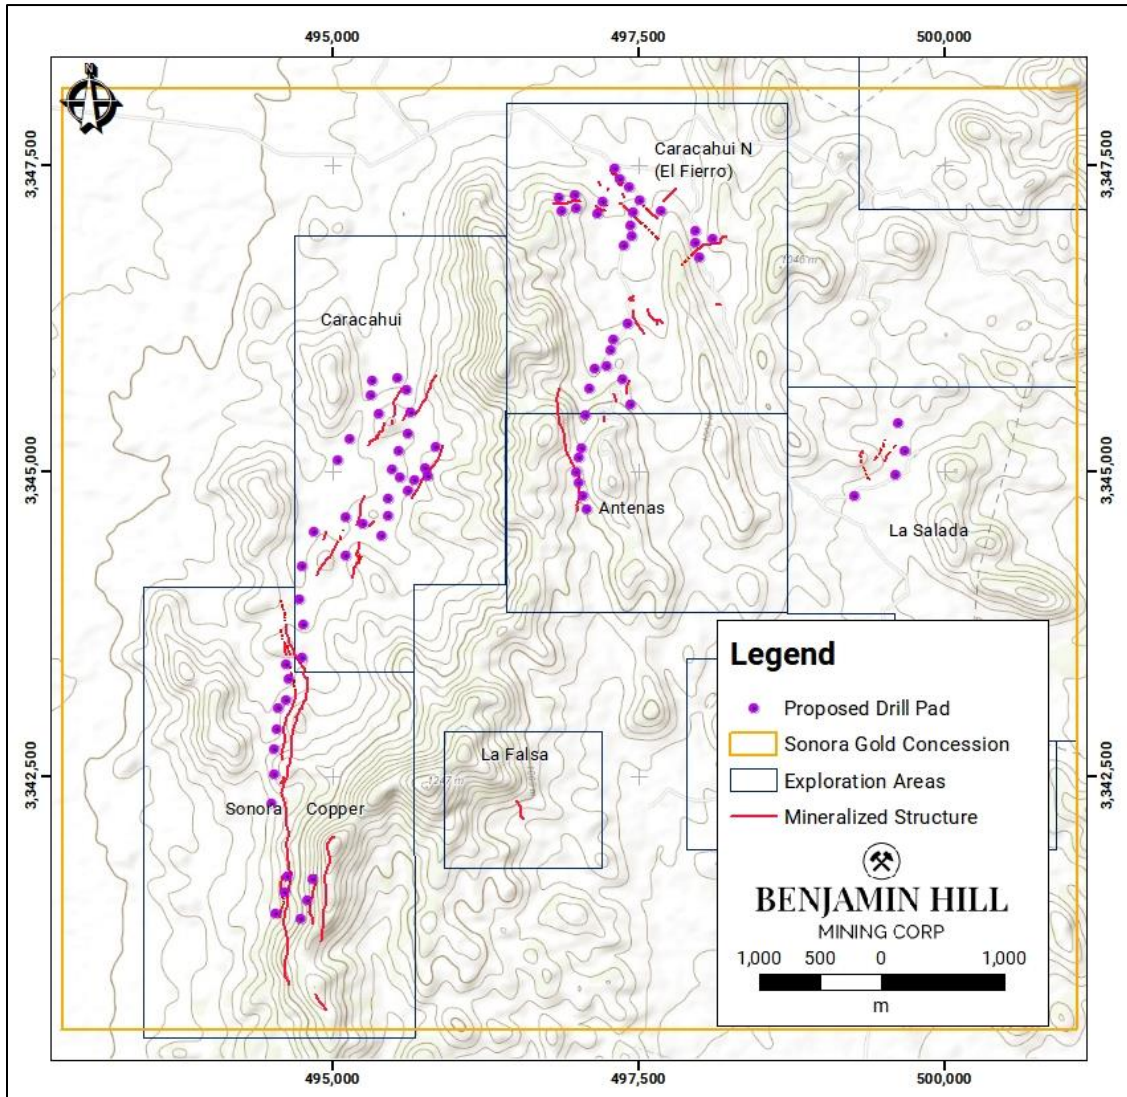 495,000
497,500
500,000
N
3,347,500
3,347,500
Caracahui N
(El Fierro)
1046 m
Caracahui
3,345,000
3,345,000
Antenas
La Salada
Legend
Proposed Drill Pad
Sonora Gold Concession
Exploration Areas
Mineralized Structure
La Falsa
1247 m
3,342,500
3,342,500
Sonora Copper
BENJAMIN HILL
MINING CORP
1,000 500 0 1,000
m
495,000
497,500
500,000